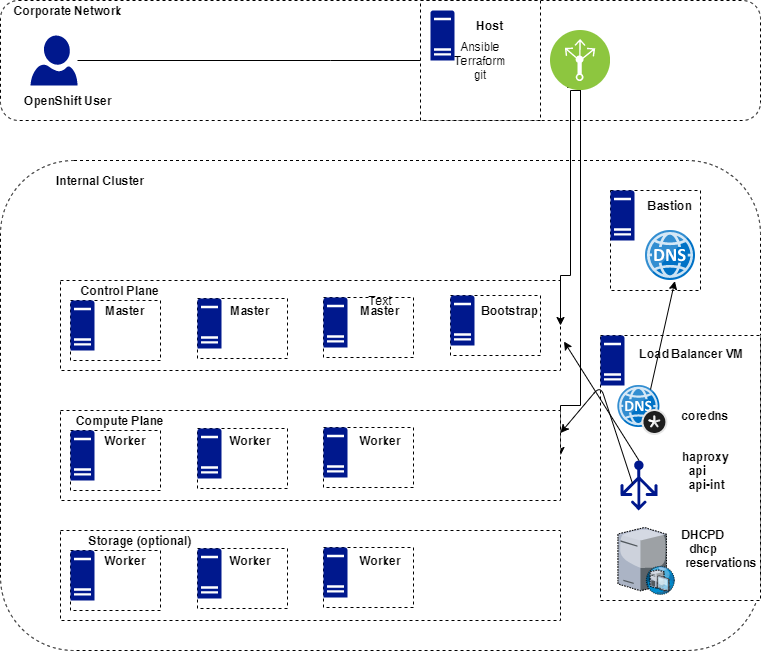 Corporate Network
Host
Ansible
Terraform
git
OpenShift User
Internal Cluster
Bastion
DNS
Control Plane
Master
Master
Text
Master
Bootstrap
Load Balancer VM
DNS
*
coredns
Compute Plane
Worker
Worker
Worker
haproxy
api
api-int
Storage (optional)
Worker
Worker
Worker
DHCPD
dhcp
reservations